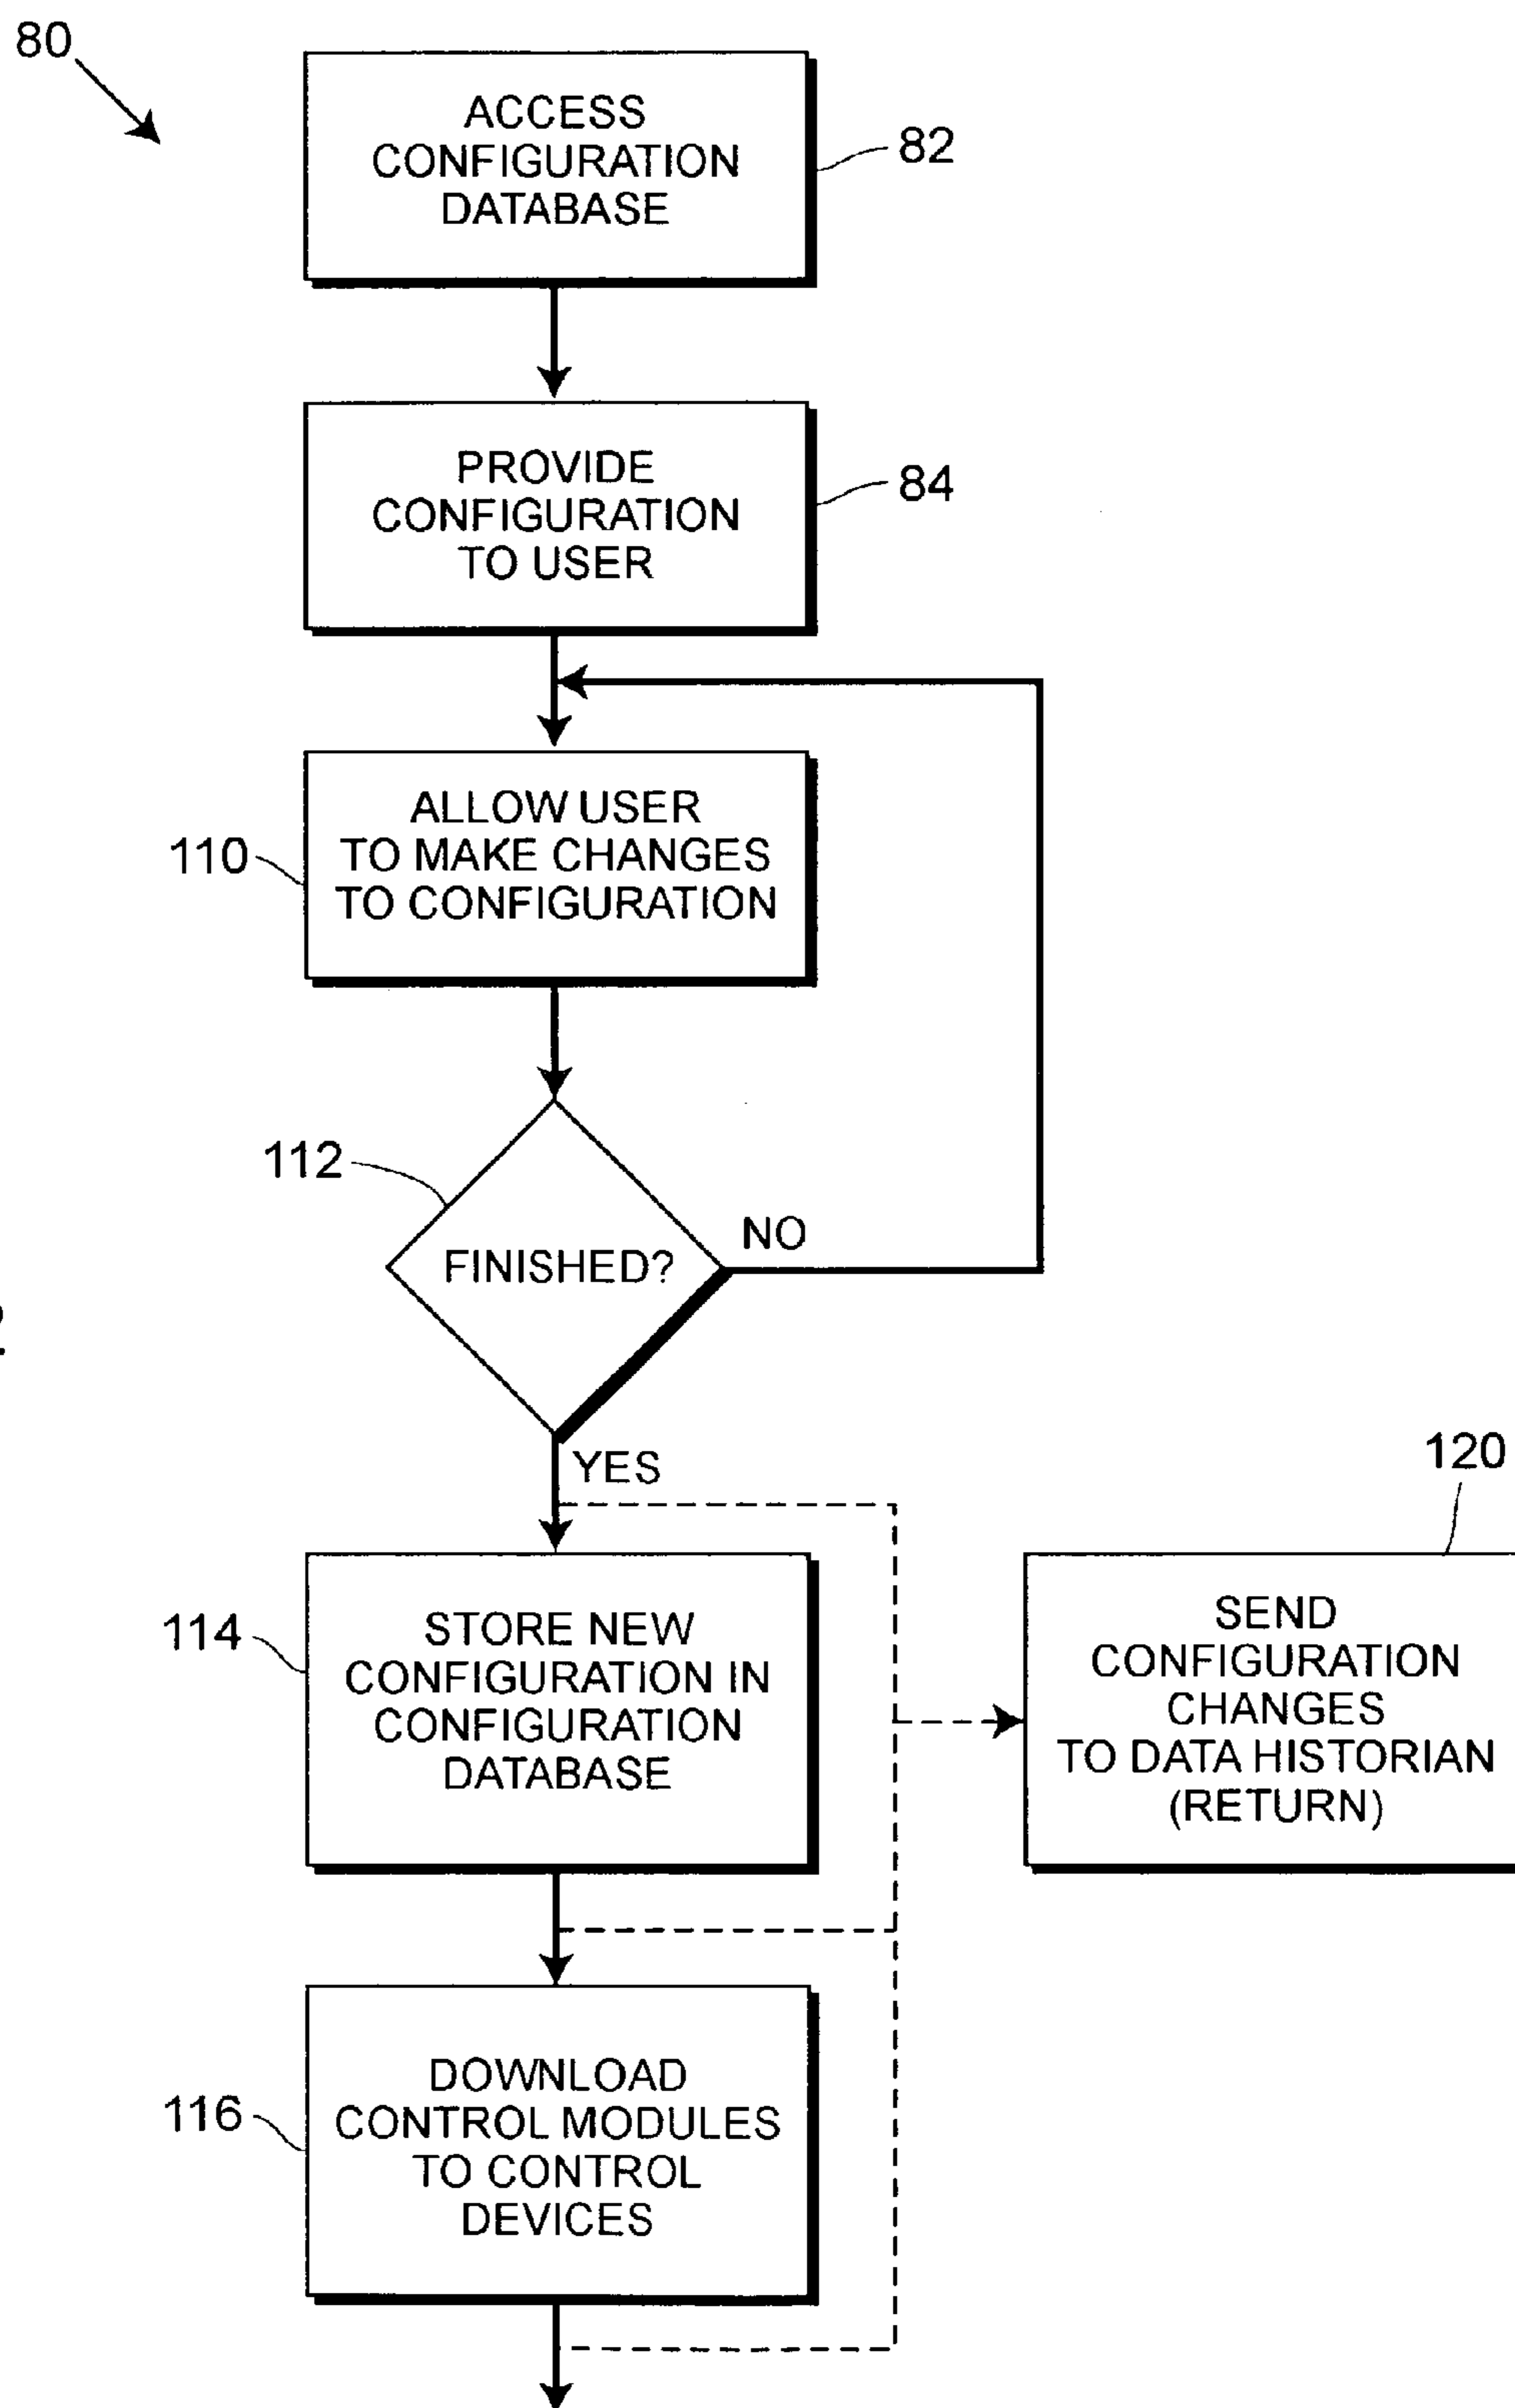 80
ACCESS
CONFIGURATION
DATABASE
82
PROVIDE
CONFIGURATION
TO USER
84
ALLOW USER
TO MAKE CHANGES
TO CONFIGURATION
110
112
FINISHED?
NO
YES
120
STORE NEW
CONFIGURATION IN
CONFIGURATION
DATABASE
114
SEND
CONFIGURATION
CHANGES
TO DATA HISTORIAN
(RETURN)
DOWNLOAD
CONTROL MODULES
TO CONTROL
DEVICES
116